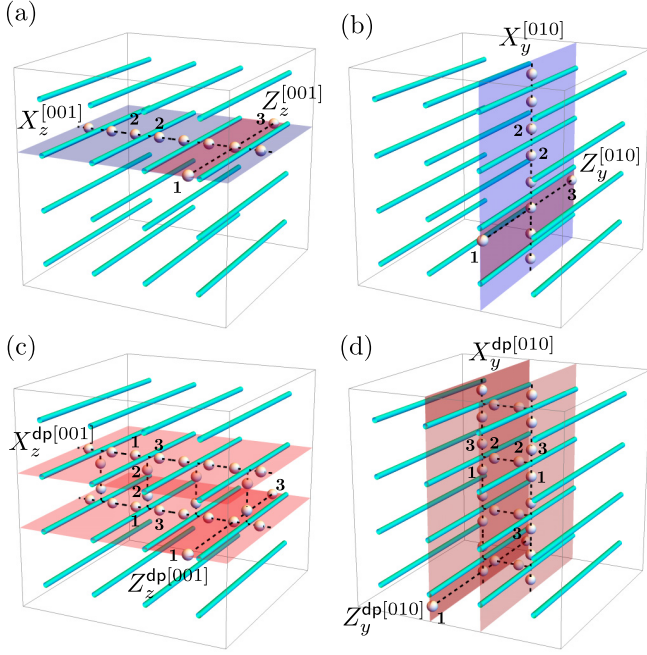 (a)
X_z^{[001]}
2 2
Z_z^{[001]}
3
1
(b)
X_y^{[010]}
2
2
Z_y^{[010]}
3
1
(c)
X_z^{dp[001]}
1 3
2
2
1 3
3
1
Z_z^{dp[001]}
(d)
X_y^{dp[010]}
3 2 2 3
1 1
3
Z_y^{dp[010]}
1